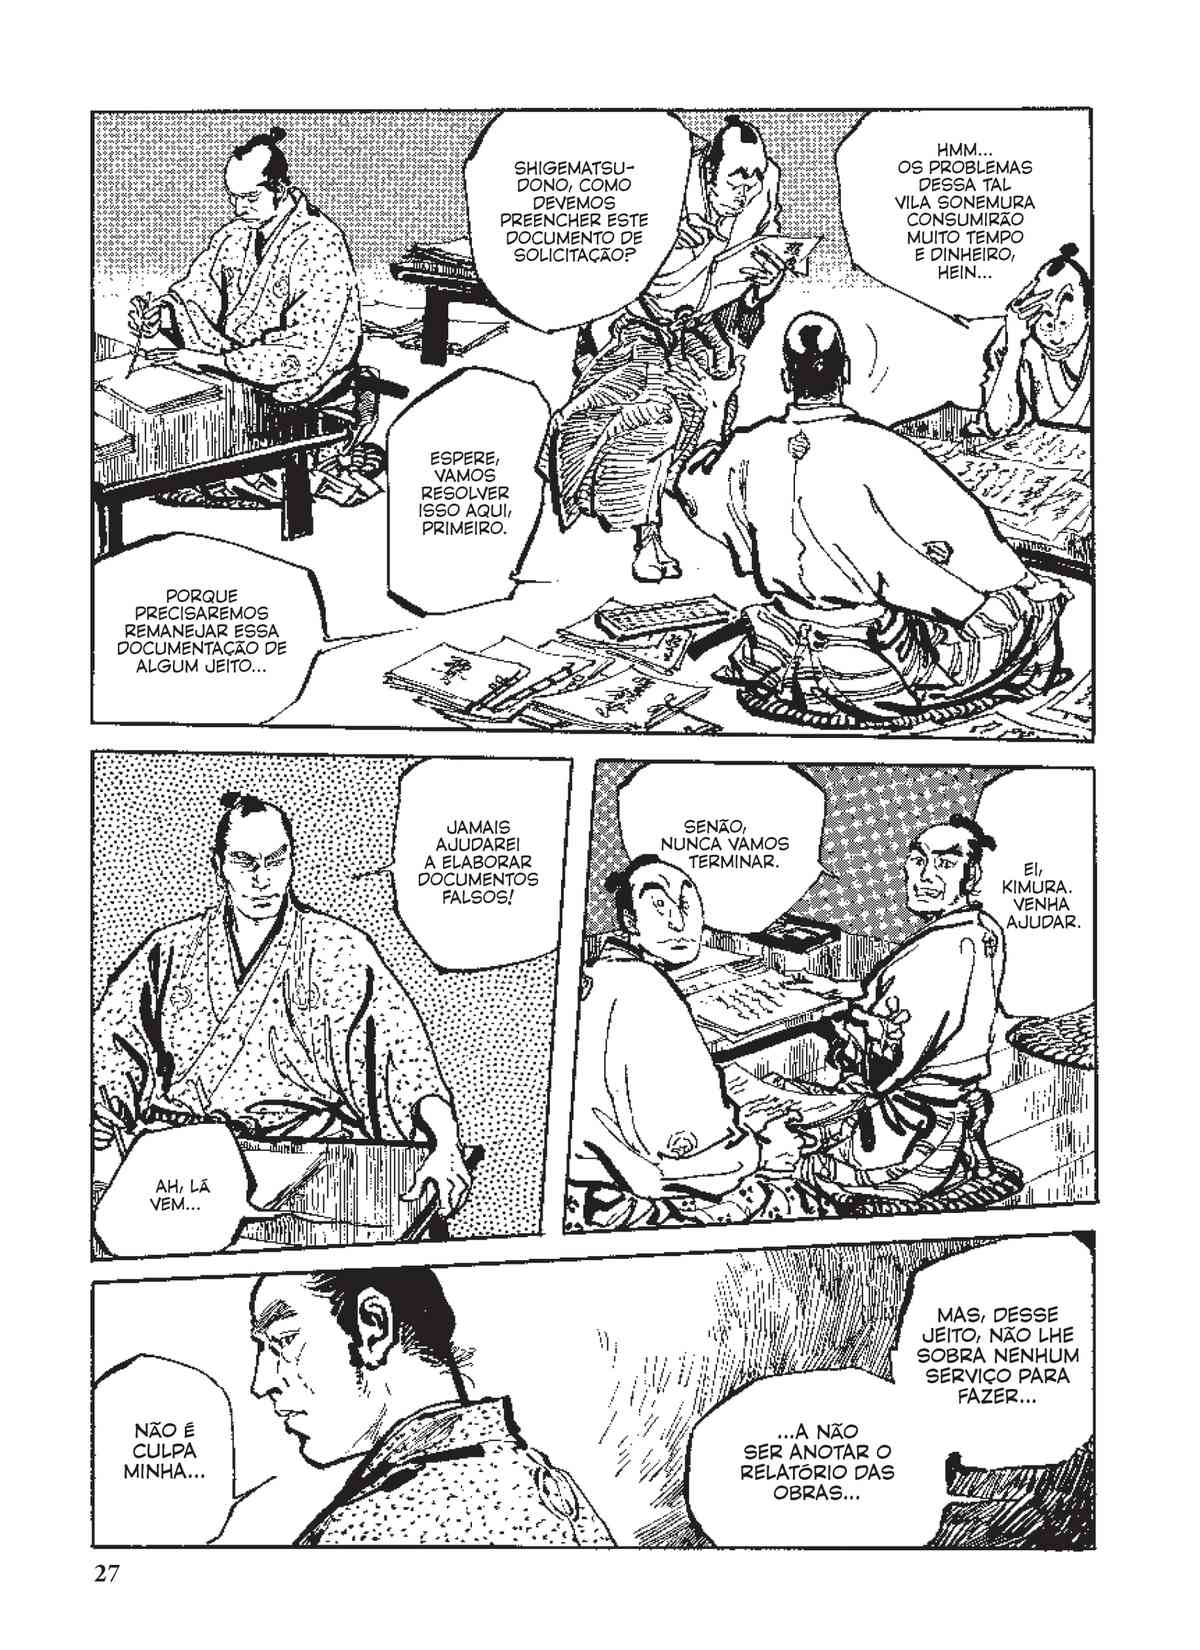 HMM...
OS PROBLEMAS
DESSA TAL
VILA SONEMURA
CONSUMIRÃO
MUITO TEMPO
E DINHEIRO,
HEIN...
SHIGEMATSU-
DONO, COMO
DEVEMOS
PREENCHER ESTE
DOCUMENTO DE
SOLICITAÇÃO?
ESPERE,
VAMOS
RESOLVER
ISSO AQUI,
PRIMEIRO.
PORQUE
PRECISAREMOS
REMANEJAR ESSA
DOCUMENTAÇÃO DE
ALGUM JEITO...
EI,
KIMURA.
VENHA
AJUDAR.
SENÃO,
NUNCA VAMOS
TERMINAR.
JAMAIS
AJUDAREI
A ELABORAR
DOCUMENTOS
FALSOS!
AH, LÁ
VEM...
MAS, DESSE
JEITO, NÃO LHE
SOBRA NENHUM
SERVIÇO PARA
FAZER...
...A NÃO
SER ANOTAR O
RELATÓRIO DAS
OBRAS...
NÃO É
CULPA
MINHA...
27